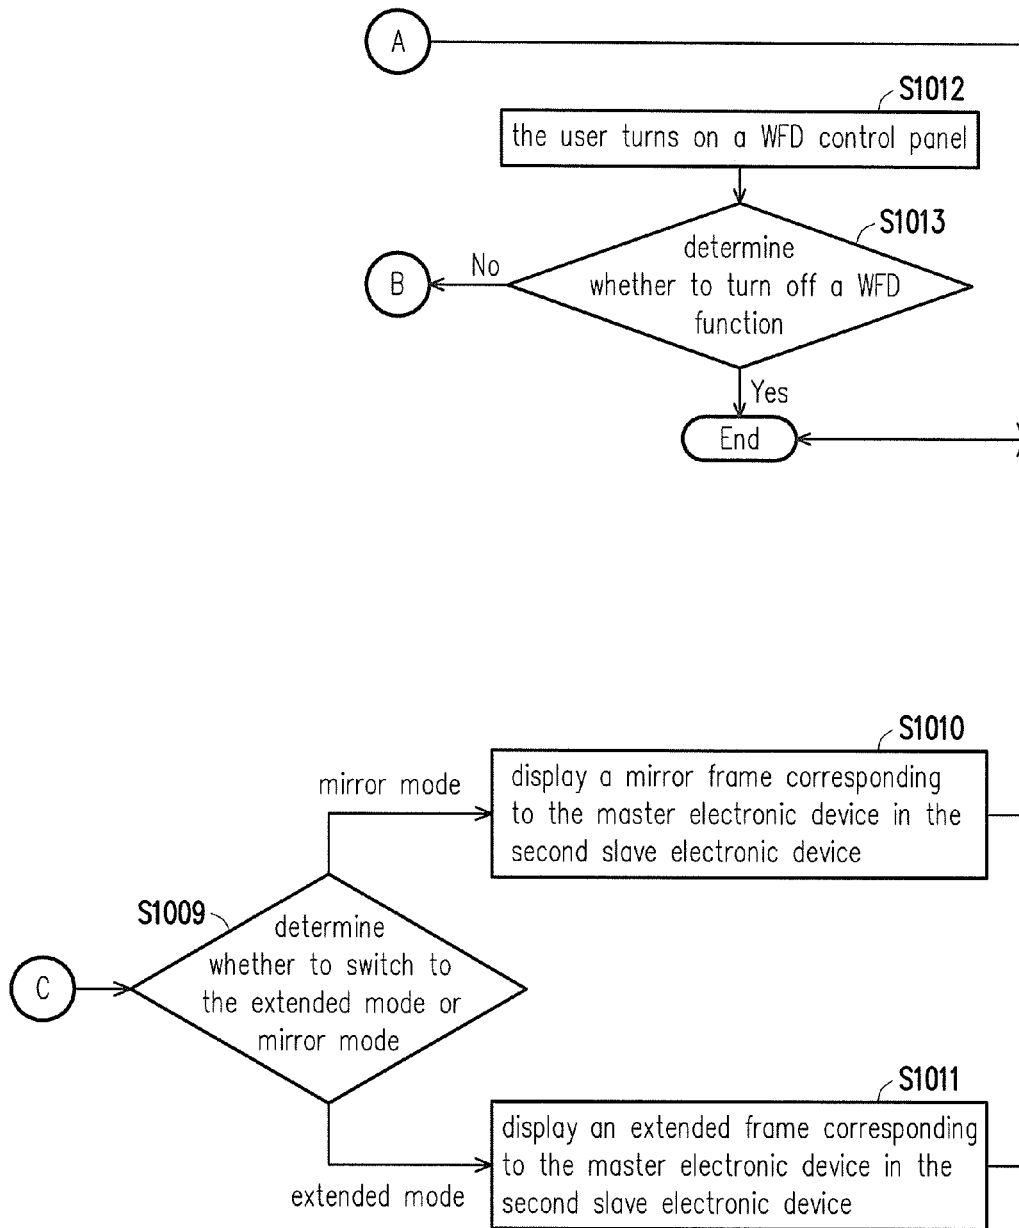 A
S1012
the user turns on a WFD control panel
S1013
determine
whether to turn off a WFD
function
No
B
Yes
End
S1010
mirror mode
display a mirror frame corresponding
to the master electronic device in the
second slave electronic device
S1009
determine
whether to switch to
the extended mode or
mirror mode
C
S1011
display an extended frame corresponding
to the master electronic device in the
second slave electronic device
extended mode